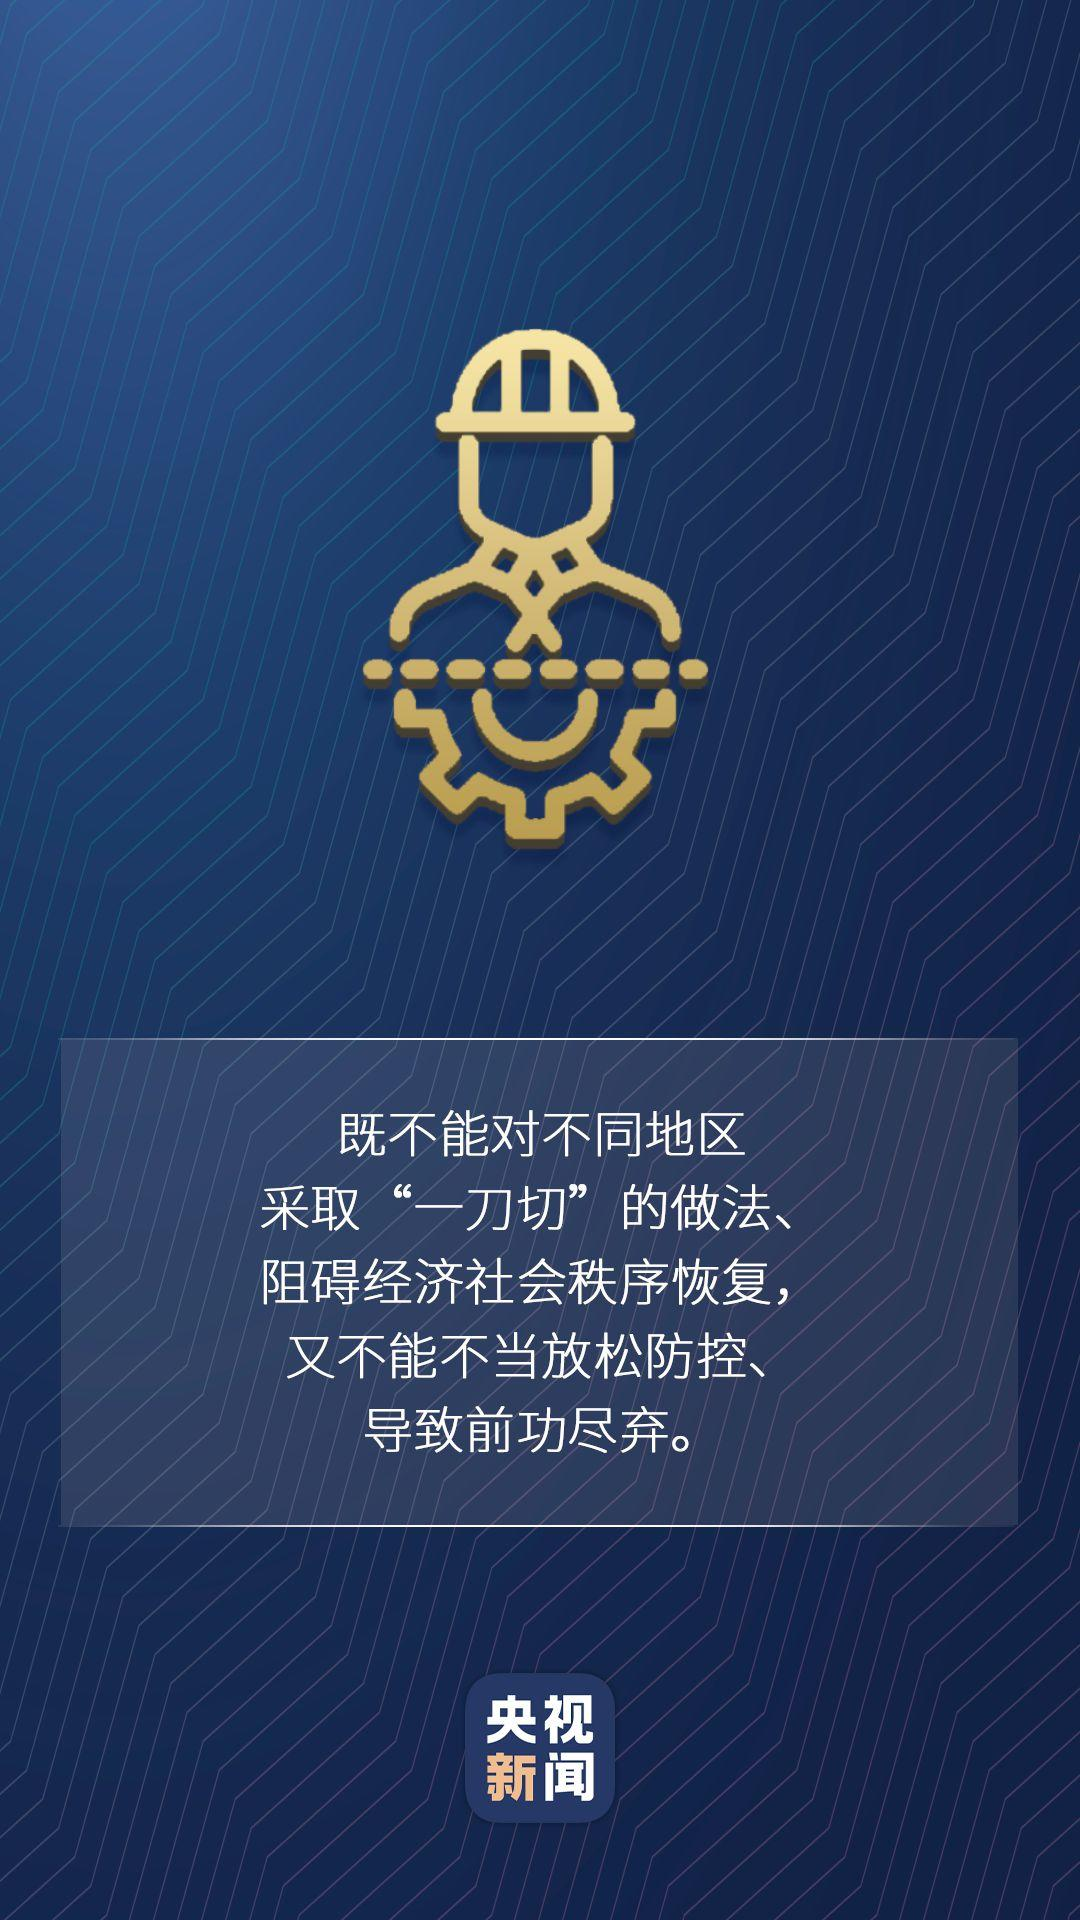 既不能对不同地区
采取“一刀切”的做法、
阻碍经济社会秩序恢复，
又不能不当放松防控、
导致前功尽弃。
央视
新闻